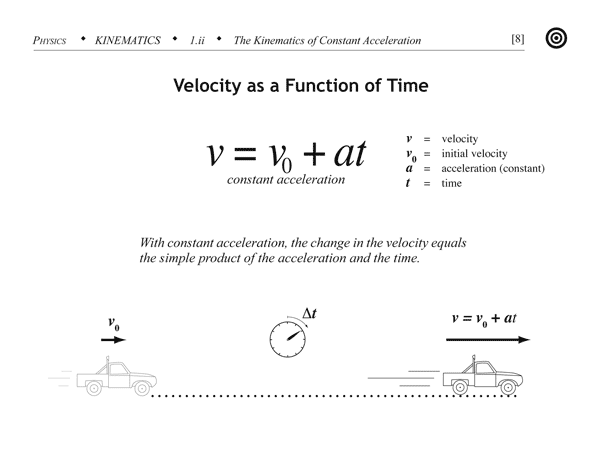 PHYSICS ◆ KINEMATICS ◆ 1.ii ◆ The Kinematics of Constant Acceleration [8]
Velocity as a Function of Time
v = v₀ + at
constant acceleration
v = velocity
v₀ = initial velocity
a = acceleration (constant)
t = time
With constant acceleration, the change in the velocity equals
the simple product of the acceleration and the time.
v₀
Δt
v = v₀ + at